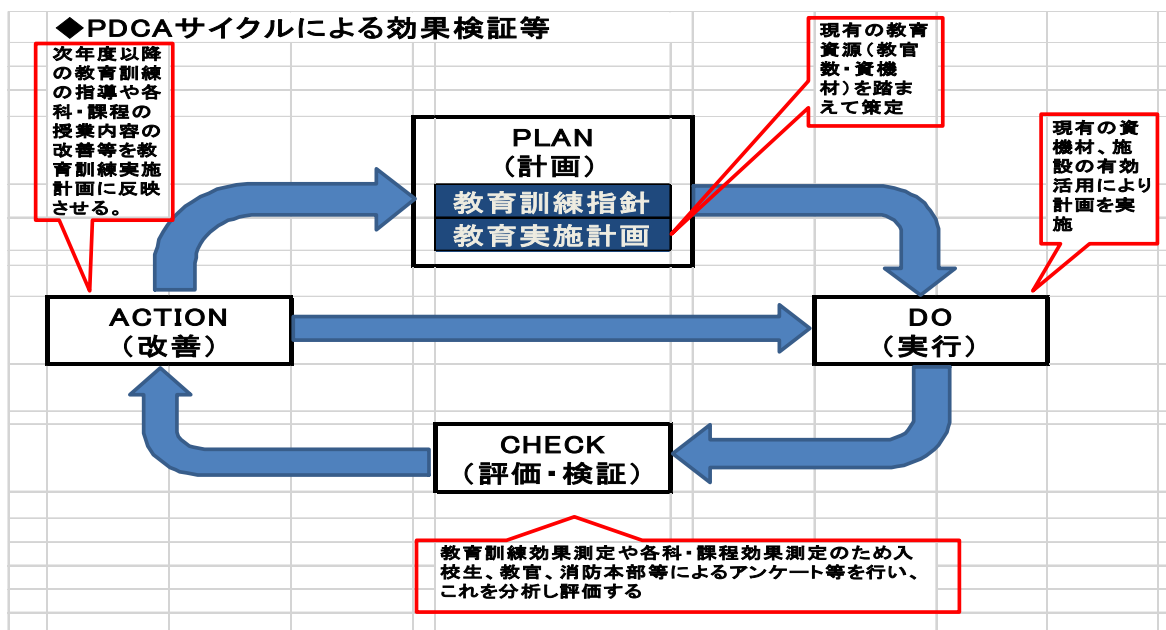 ◆PDCAサイクルによる効果検証等
次年度以降
の教育訓練
の指導や各
科・課程の
授業内容の
改善等を教
育訓練実施
計画に反映
させる。
現有の教育
資源（教官
数・資機
材）を踏ま
えて策定
現有の資
機材、施
設の有効
活用により
計画を実
施
PLAN
（計画）
教育訓練指針
教育実施計画
ACTION
（改善）
DO
（実行）
CHECK
（評価・検証）
教育訓練効果測定や各科・課程効果測定のため入
校生、教官、消防本部等によるアンケート等を行い、
これを分析し評価する